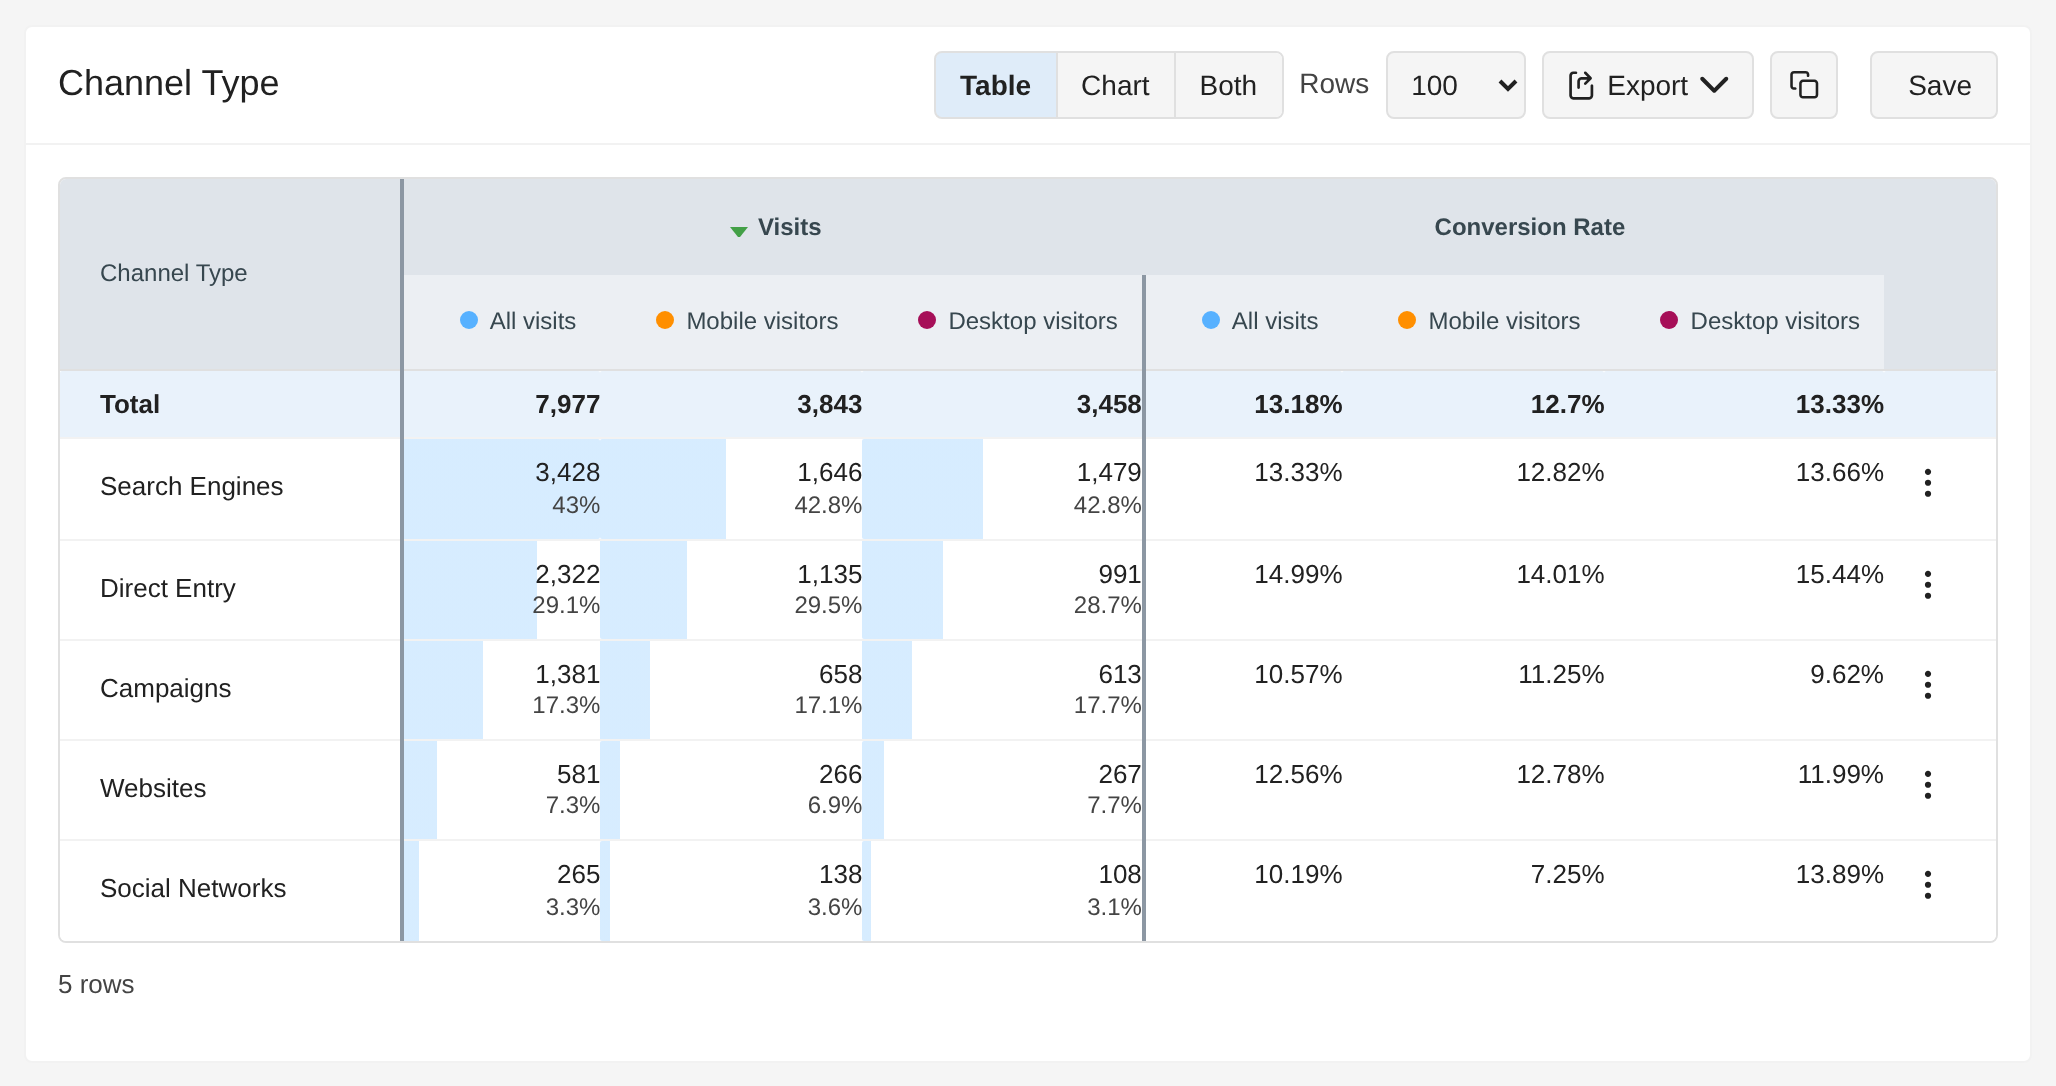 Channel Type
Table Chart Both Rows 100 Export Save
Visits Conversion Rate
Channel Type
All visits Mobile visitors Desktop visitors All visits Mobile visitors Desktop visitors
Total 7,977 3,843 3,458 13.18% 12.7% 13.33%
Search Engines 3,428 1,646 1,479 13.33% 12.82% 13.66%
43% 42.8% 42.8%
Direct Entry 2,322 1,135 991 14.99% 14.01% 15.44%
29.1% 29.5% 28.7%
Campaigns 1,381 658 613 10.57% 11.25% 9.62%
17.3% 17.1% 17.7%
Websites 581 266 267 12.56% 12.78% 11.99%
7.3% 6.9% 7.7%
Social Networks 265 138 108 10.19% 7.25% 13.89%
3.3% 3.6% 3.1%
5 rows